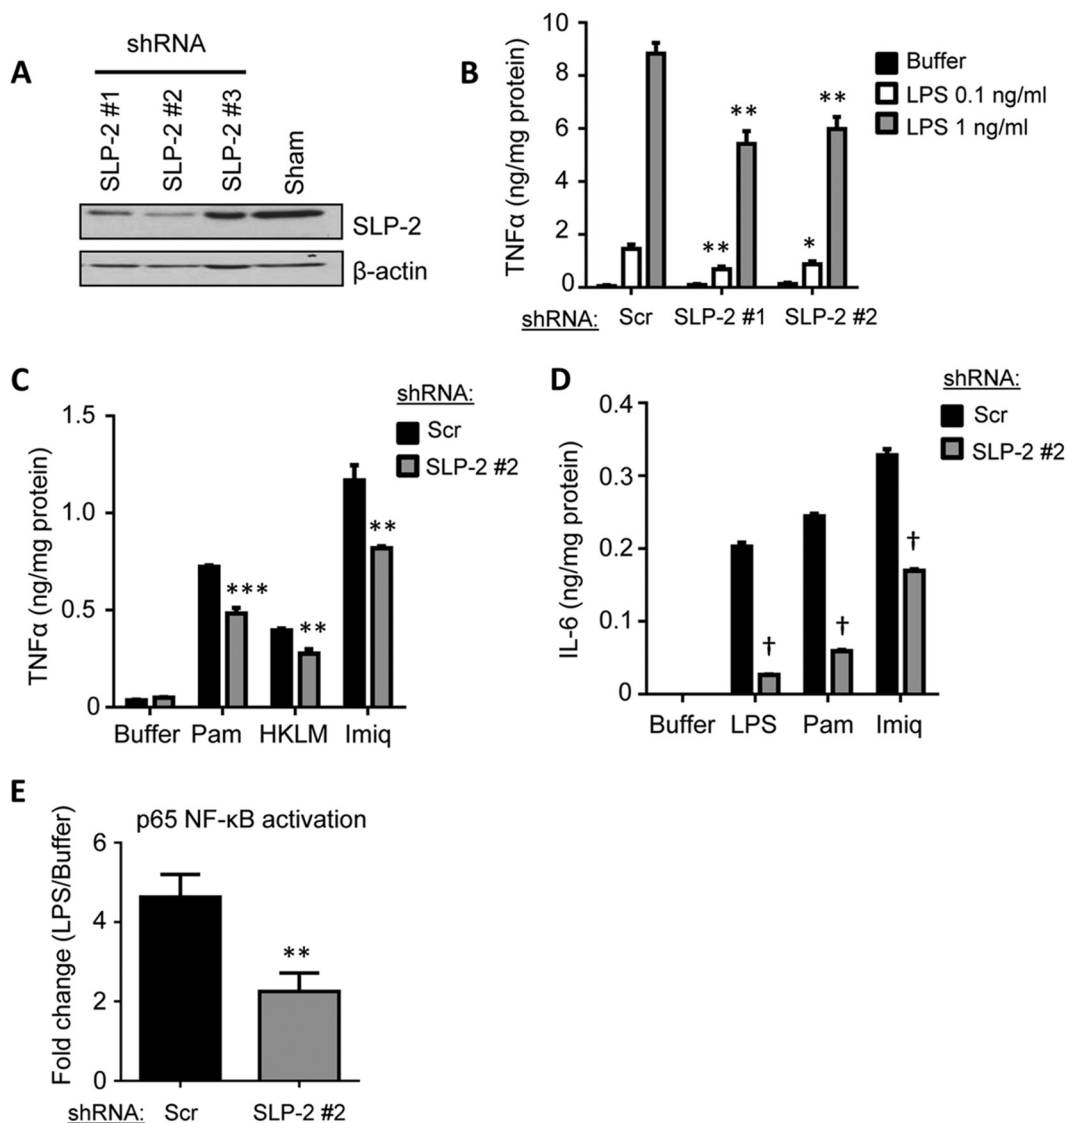 A
shRNA
SLP-2 #1
SLP-2 #2
SLP-2 #3
Sham
SLP-2
β-actin
B
TNFα (ng/mg protein)
10
8
6
4
2
0
**
**
**
*
Buffer
LPS 0.1 ng/ml
LPS 1 ng/ml
shRNA: Scr SLP-2 #1 SLP-2 #2
C
shRNA:
Scr
SLP-2 #2
TNFα (ng/mg protein)
1.5
1.0
0.5
0
***
**
**
Buffer Pam HKLM Imiq
D
shRNA:
Scr
SLP-2 #2
IL-6 (ng/mg protein)
0.4
0.3
0.2
0.1
0
†
†
†
Buffer LPS Pam Imiq
E
p65 NF-κB activation
Fold change (LPS/Buffer)
6
4
2
0
**
shRNA: Scr SLP-2 #2